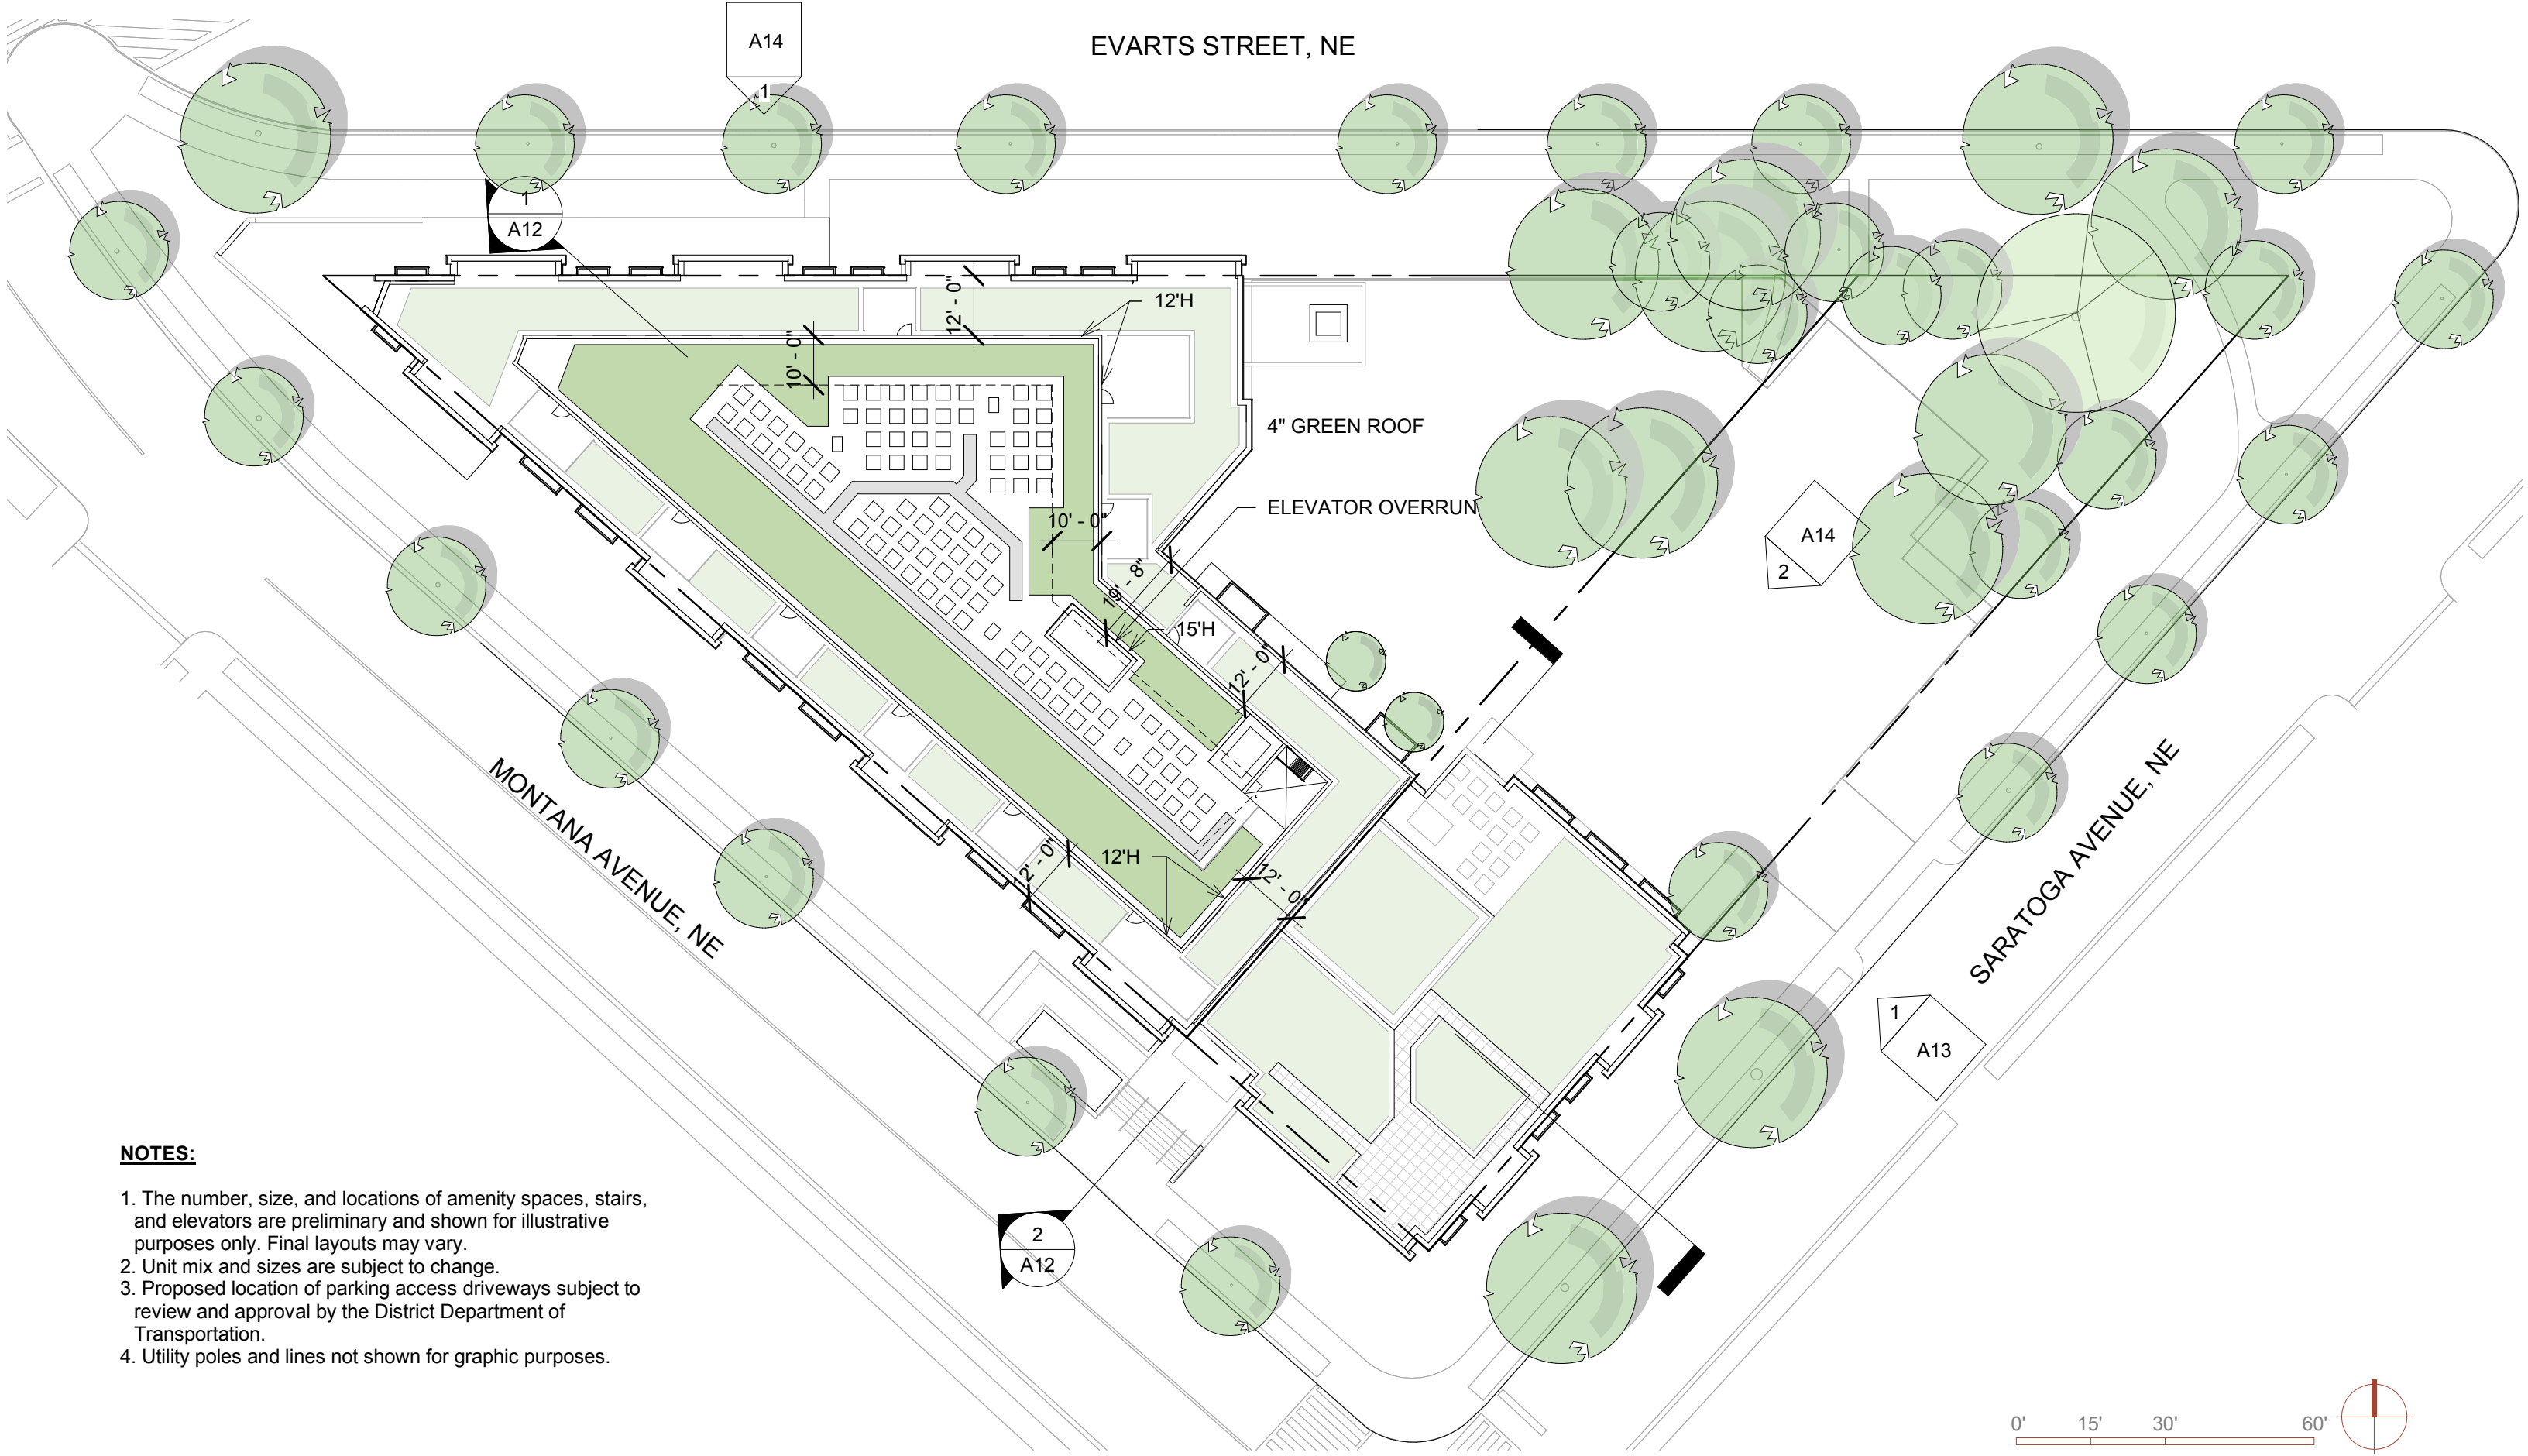 A14
1
EVARTS STREET, NE
1
A12
12' - 0"
12'H
10' - 0"
4" GREEN ROOF
ELEVATOR OVERRUN
10' - 0"
A14
2
19' - 8"
15'H
12' - 0"
MONTANA AVENUE, NE
SARATOGA AVENUE, NE
12' - 0"
12'H
12' - 0"
1
A13
NOTES:
1. The number, size, and locations of amenity spaces, stairs,
and elevators are preliminary and shown for illustrative
purposes only. Final layouts may vary.
2. Unit mix and sizes are subject to change.
3. Proposed location of parking access driveways subject to
review and approval by the District Department of
Transportation.
4. Utility poles and lines not shown for graphic purposes.
2
A12
0' 15' 30' 60'